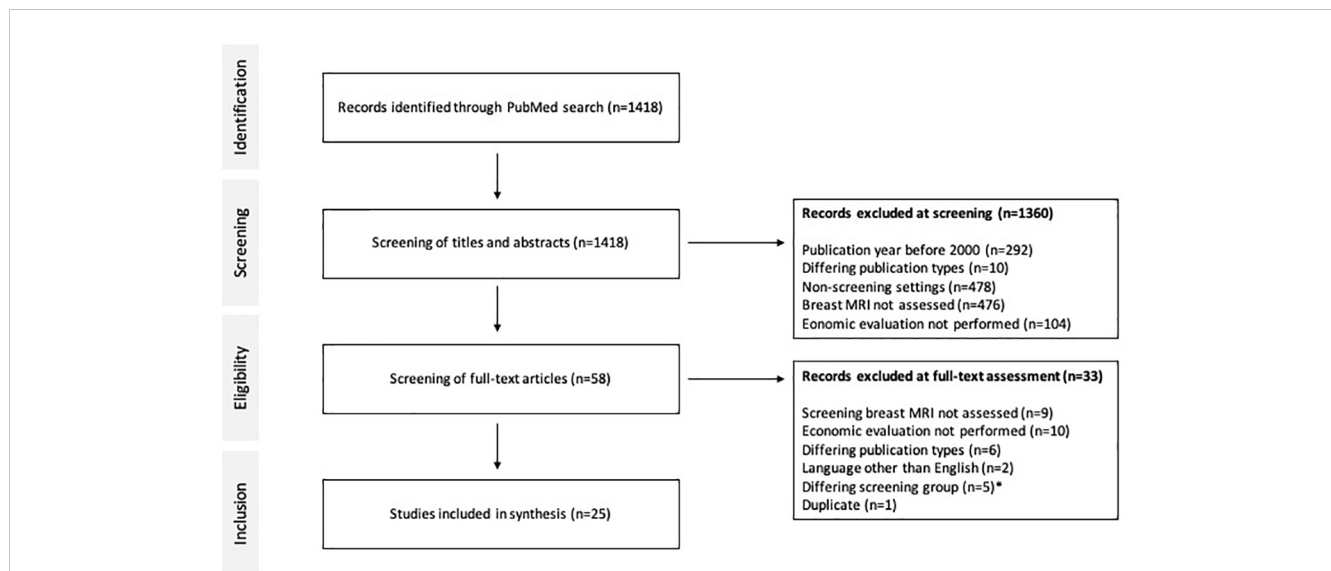 Identification
Records identified through PubMed search (n=1418)
Screening
Screening of titles and abstracts (n=1418)
Records excluded at screening (n=1360)
Publication year before 2000 (n=292)
Differing publication types (n=10)
Non-screening settings (n=478)
Breast MRI not assessed (n=476)
Eonomic evaluation not performed (n=104)
Eligibility
Screening of full-text articles (n=58)
Records excluded at full-text assessment (n=33)
Screening breast MRI not assessed (n=9)
Economic evaluation not performed (n=10)
Differing publication types (n=6)
Language other than English (n=2)
Differing screening group (n=5)*
Duplicate (n=1)
Inclusion
Studies included in synthesis (n=25)